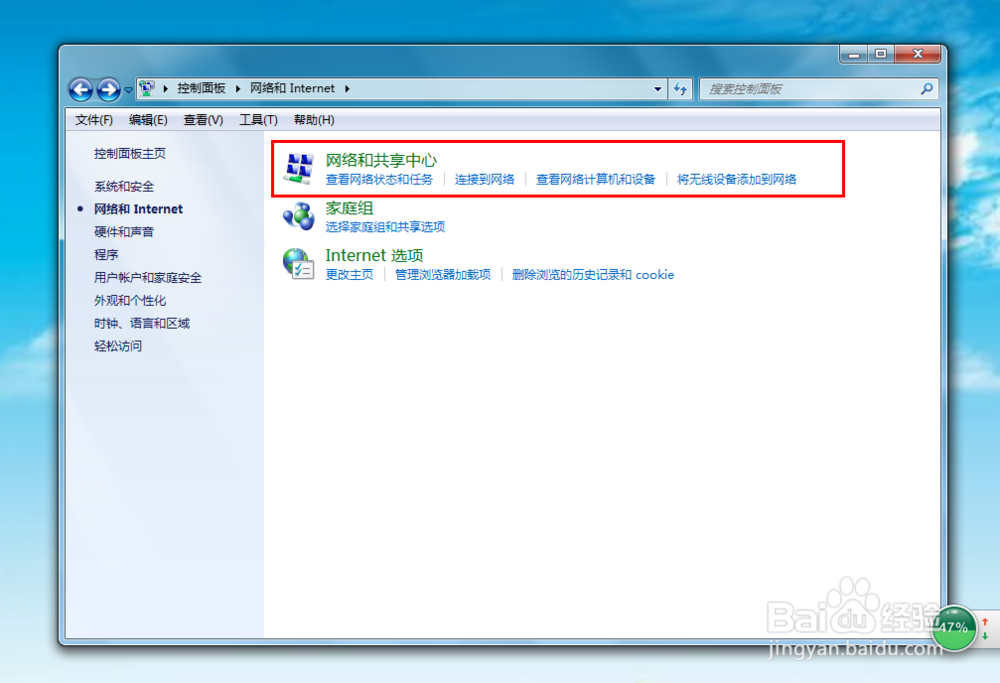 控制面板 网络和 Internet
搜索控制面板
文件(F) 编辑(E) 查看(V) 工具(T) 帮助(H)
控制面板主页
系统和安全
网络和 Internet
硬件和声音
程序
用户帐户和家庭安全
外观和个性化
时钟、语言和区域
轻松访问
网络和共享中心
查看网络状态和任务 连接到网络 查看网络计算机和设备 将无线设备添加到网络
家庭组
选择家庭组和共享选项
Internet 选项
更改主页 管理浏览器加载项 删除浏览的历史记录和 cookie
Baidu 经验
jingyan.baidu.com
47%